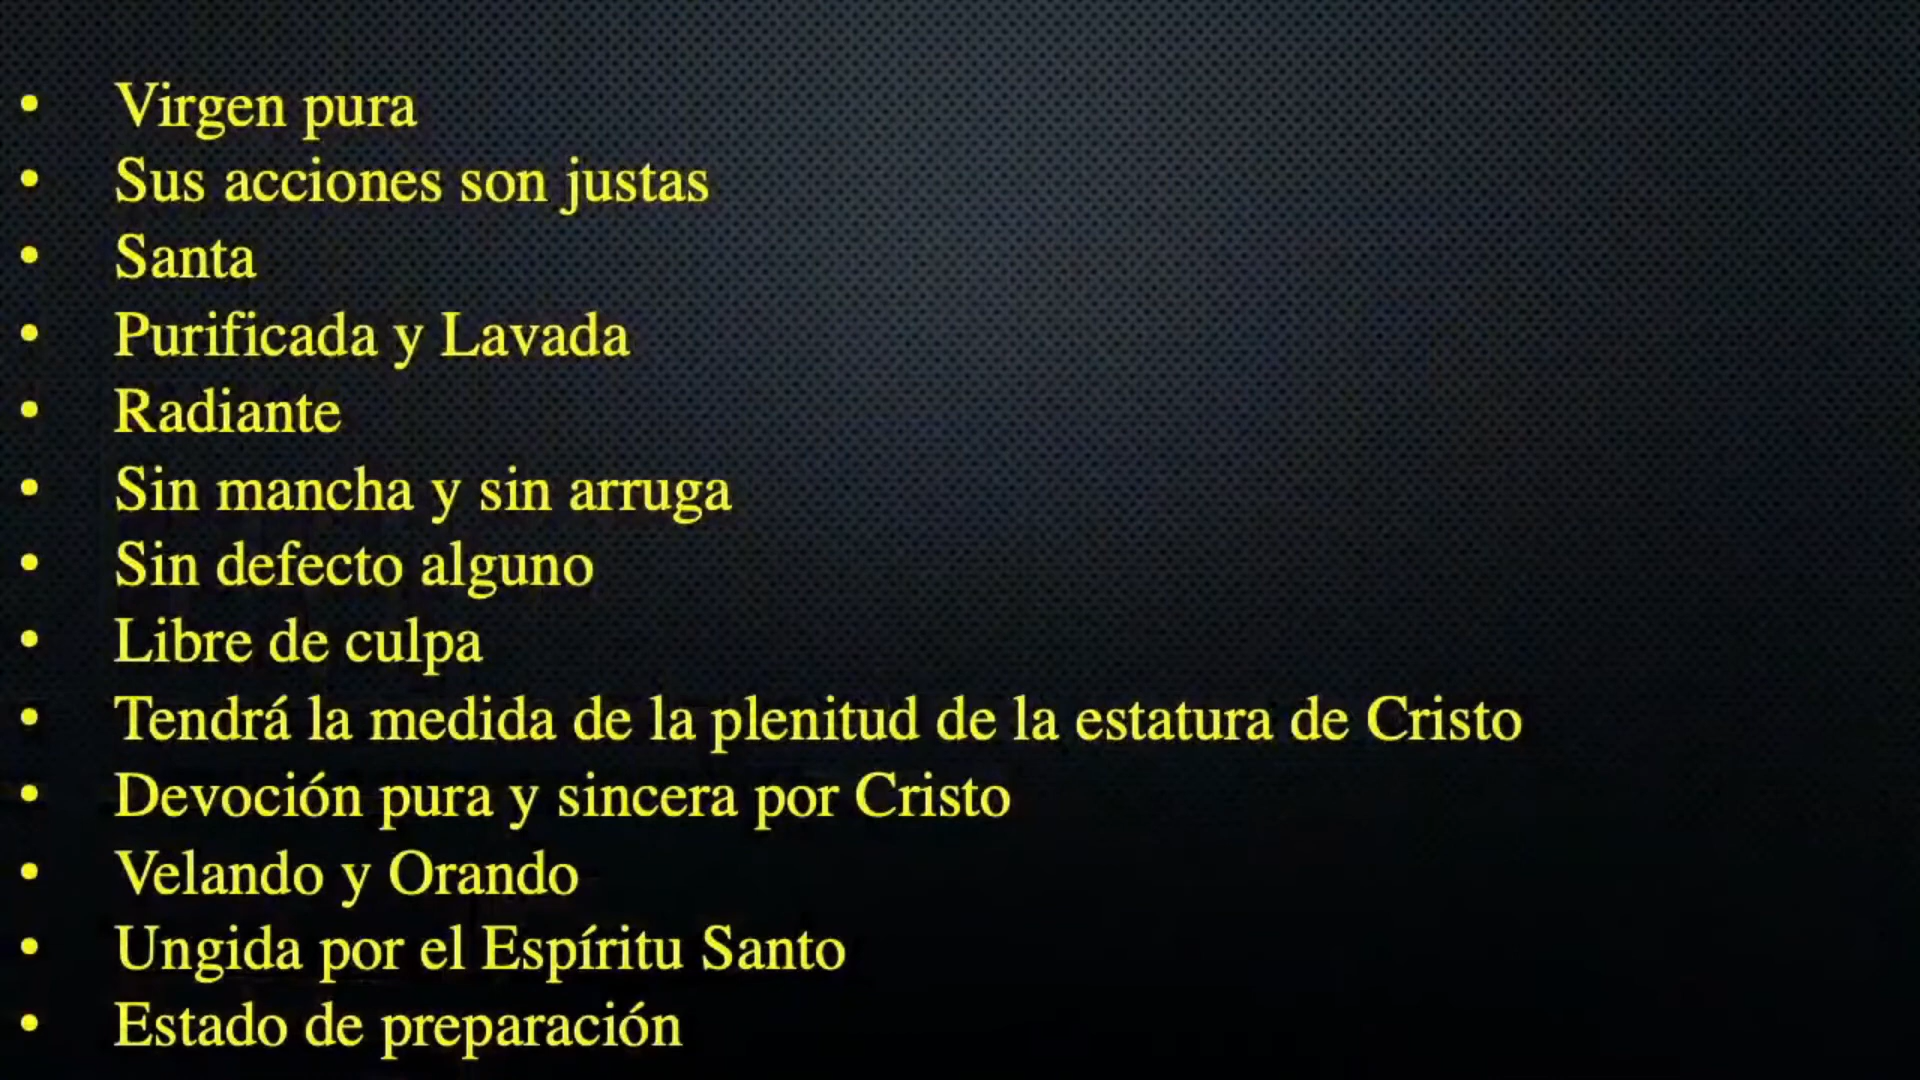 • Virgen pura
• Sus acciones son justas
• Santa
• Purificada y Lavada
• Radiante
• Sin mancha y sin arruga
• Sin defecto alguno
• Libre de culpa
• Tendrá la medida de la plenitud de la estatura de Cristo
• Devoción pura y sincera por Cristo
• Velando y Orando
• Ungida por el Espíritu Santo
• Estado de preparación